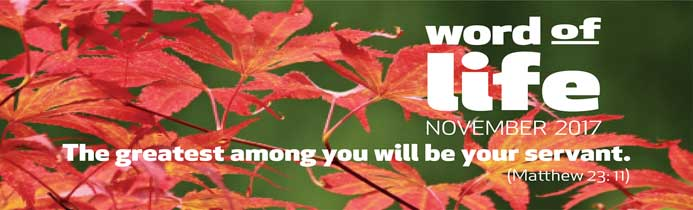 word of
life
NOVEMBER 2017
The greatest among you will be your servant.
(Matthew 23: 11)